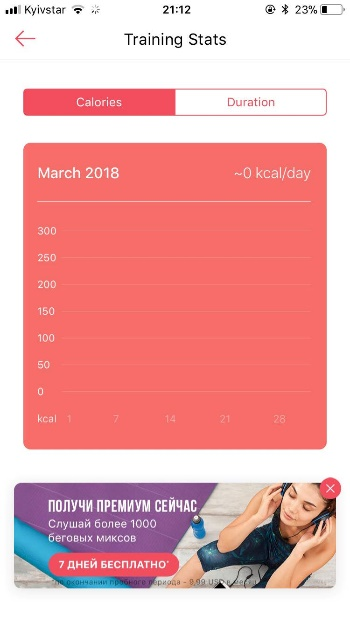 Kyivstar 21:12 23%
Training Stats
Calories Duration
March 2018 ~0 kcal/day
300
250
200
150
100
50
0
kcal 1 7 14 21 28
ПОЛУЧИ ПРЕМИУМ СЕЙЧАС
Слушай более 1000
беговых миксов
7 ДНЕЙ БЕСПЛАТНО*
*по окончании пробного периода - 9,99 USD в месяц